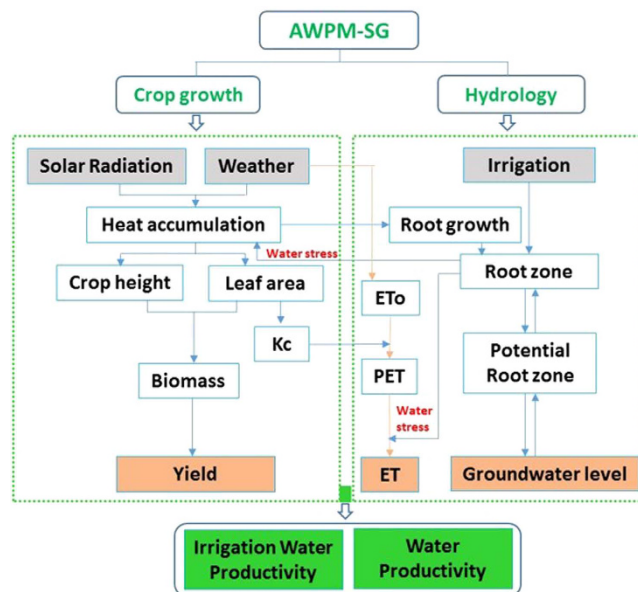 AWPM-SG
Crop growth
Hydrology
Solar Radiation
Weather
Irrigation
Heat accumulation
Root growth
Water stress
Crop height
Leaf area
ETo
Root zone
Kc
Biomass
PET
Potential
Root zone
Water
stress
Yield
ET
Groundwater level
Irrigation Water
Productivity
Water
Productivity